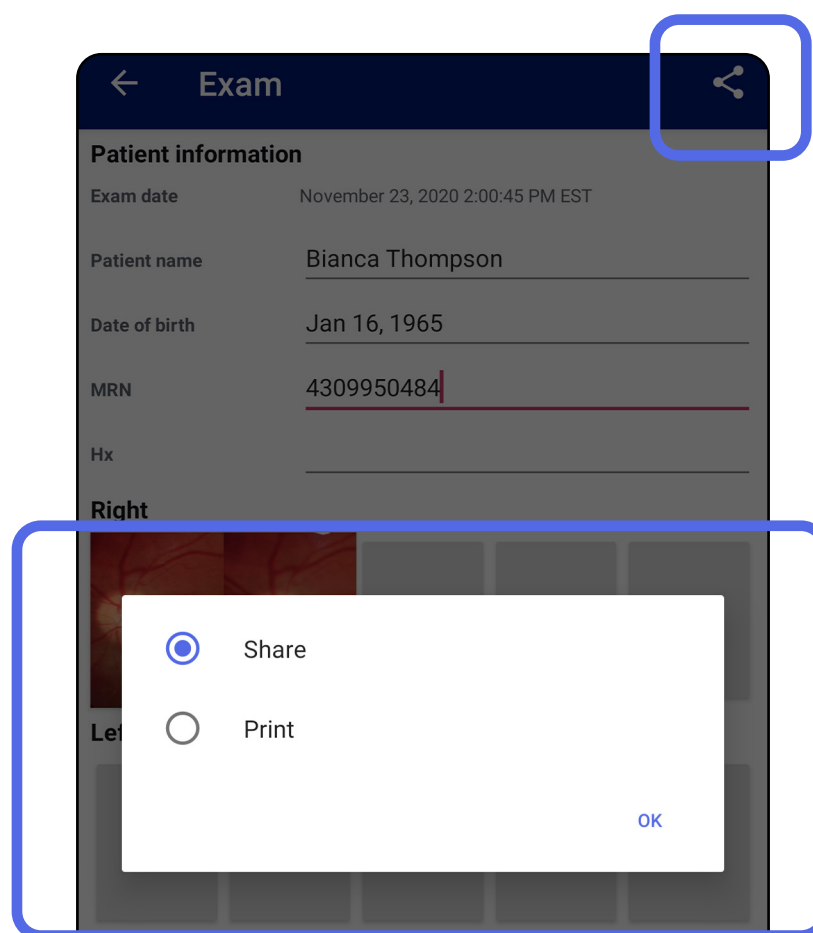 Exam
Patient information
Exam date November 23, 2020 2:00:45 PM EST
Patient name Bianca Thompson
Date of birth Jan 16, 1965
MRN 4309950484
Hx
Right
Share
Print
OK